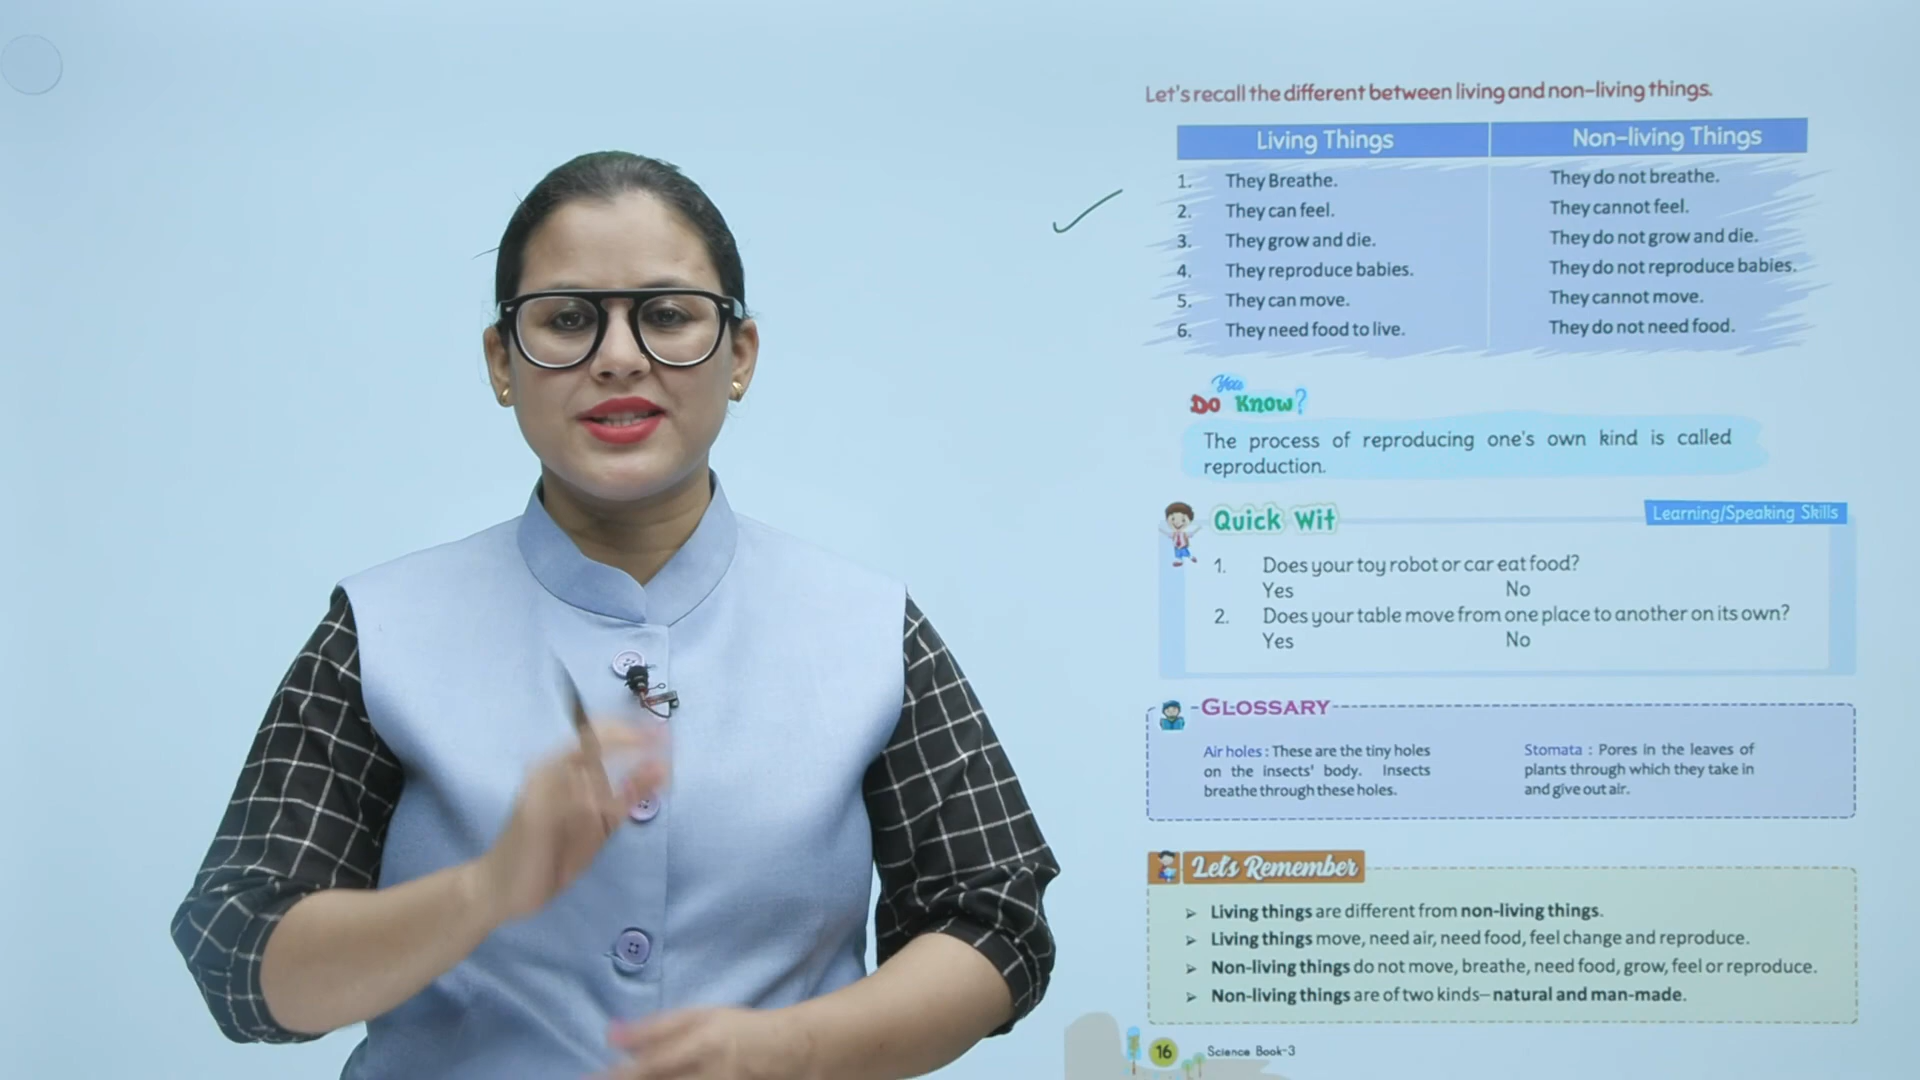 Let's recall the different between living and non-living things.
Living Things Non-living Things
1. They Breathe. They do not breathe.
2. They can feel. They cannot feel.
3. They grow and die. They do not grow and die.
4. They reproduce babies. They do not reproduce babies.
5. They can move. They cannot move.
6. They need food to live. They do not need food.
You
Do Know?
The process of reproducing one's own kind is called
reproduction.
Quick Wit Learning/Speaking Skills
1. Does your toy robot or car eat food?
Yes No
2. Does your table move from one place to another on its own?
Yes No
GLOSSARY
Air holes : These are the tiny holes
on the insects' body. Insects
breathe through these holes.
Stomata : Pores in the leaves of
plants through which they take in
and give out air.
Let's Remember
➢ Living things are different from non-living things.
➢ Living things move, need air, need food, feel change and reproduce.
➢ Non-living things do not move, breathe, need food, grow, feel or reproduce.
➢ Non-living things are of two kinds– natural and man-made.
16 Science Book-3